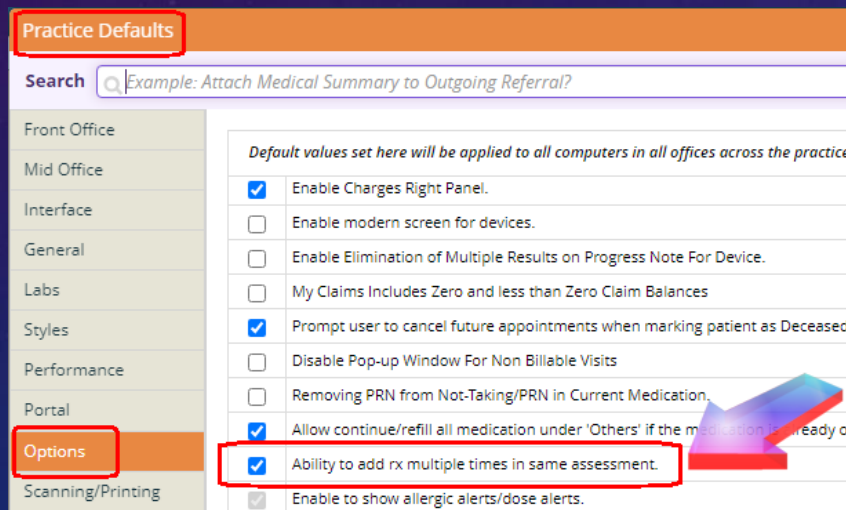 Practice Defaults
Search Example: Attach Medical Summary to Outgoing Referral?
Front Office
Mid Office
Interface
General
Labs
Styles
Performance
Portal
Options
Scanning/Printing
Default values set here will be applied to all computers in all offices across the practice
Enable Charges Right Panel.
Enable modern screen for devices.
Enable Elimination of Multiple Results on Progress Note For Device.
My Claims Includes Zero and less than Zero Claim Balances
Prompt user to cancel future appointments when marking patient as Deceased
Disable Pop-up Window For Non Billable Visits
Removing PRN from Not-Taking/PRN in Current Medication.
Allow continue/refill all medication under 'Others' if the medication is already o
Ability to add rx multiple times in same assessment.
Enable to show allergic alerts/dose alerts.